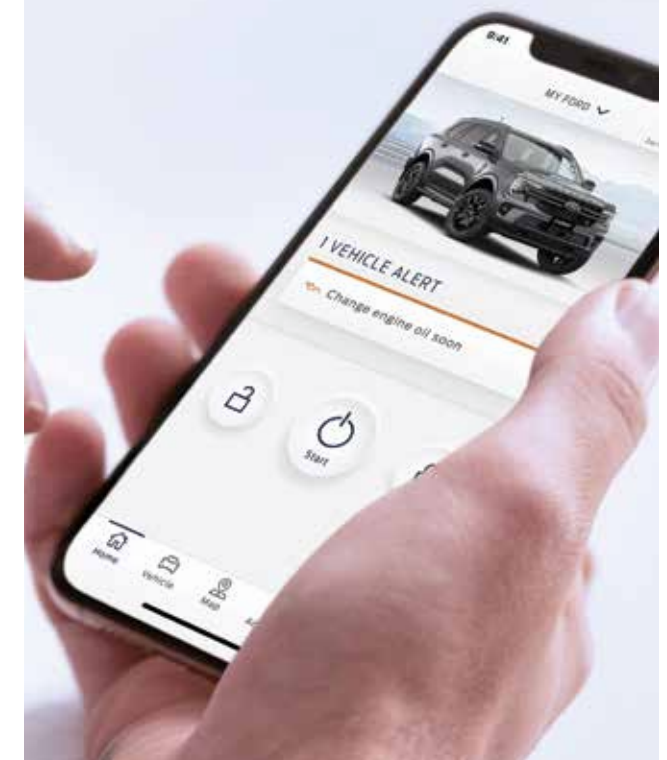 9:41
MY FORD
1 VEHICLE ALERT
Change engine oil soon
Start
Home
Vehicle
Map